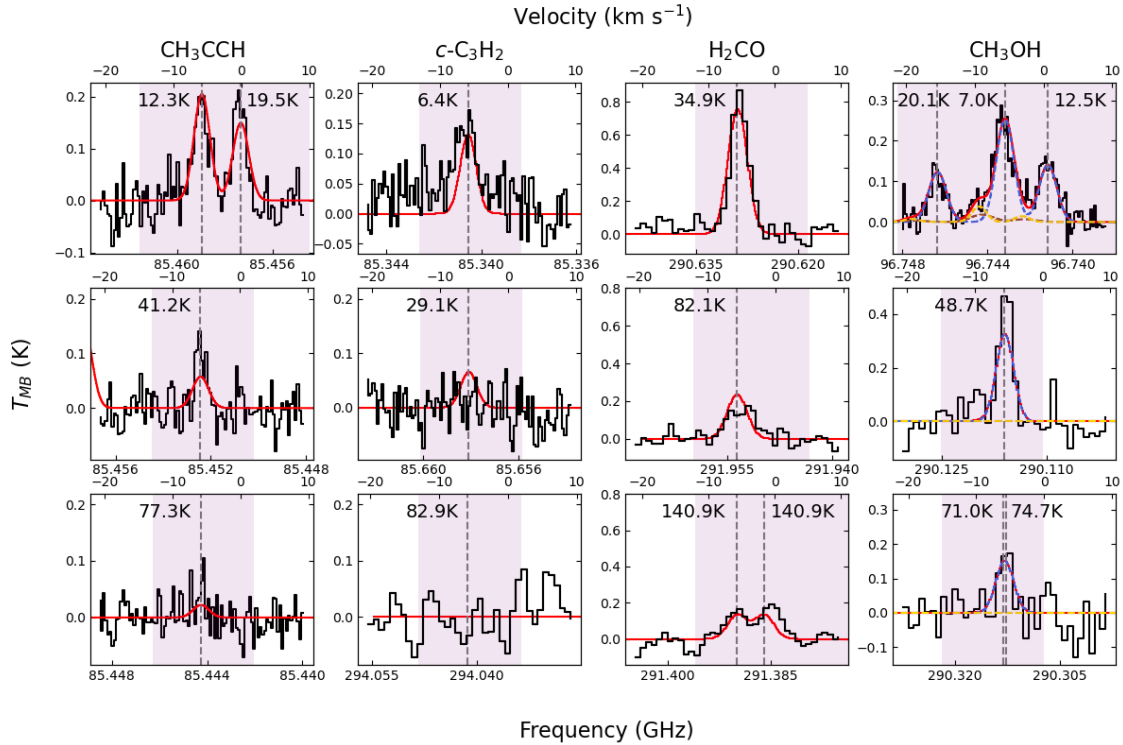 Velocity (km s⁻¹)
CH₃CCH c-C₃H₂ H₂CO CH₃OH
−20 −10 0 10 −20 −10 0 10 −20 −10 0 10 −20 −10 0 10
12.3K 19.5K 6.4K 34.9K 20.1K 7.0K 12.5K
0.2 0.1 0.0 −0.1
0.20 0.15 0.10 0.05 0.00 −0.05
0.8 0.6 0.4 0.2 0.0
0.3 0.2 0.1 0.0
85.460 85.456 85.344 85.340 85.336 290.635 290.620 96.748 96.744 96.740
−20 −10 0 10 −20 −10 0 10 −20 −10 0 10 −20 −10 0 10
41.2K 29.1K 82.1K 48.7K
0.2 0.1 0.0
0.2 0.1 0.0
0.8 0.6 0.4 0.2 0.0
0.4 0.2 0.0
T_MB (K)
85.456 85.452 85.448 85.660 85.656 291.955 291.940 290.125 290.110
−20 −10 0 10 −20 −10 0 10 −20 −10 0 10 −20 −10 0 10
77.3K 82.9K 140.9K 140.9K 71.0K 74.7K
0.2 0.1 0.0
0.2 0.1 0.0
0.8 0.6 0.4 0.2 0.0
0.4 0.3 0.2 0.1 0.0 −0.1
85.448 85.444 85.440 294.055 294.040 291.400 291.385 290.320 290.305
Frequency (GHz)